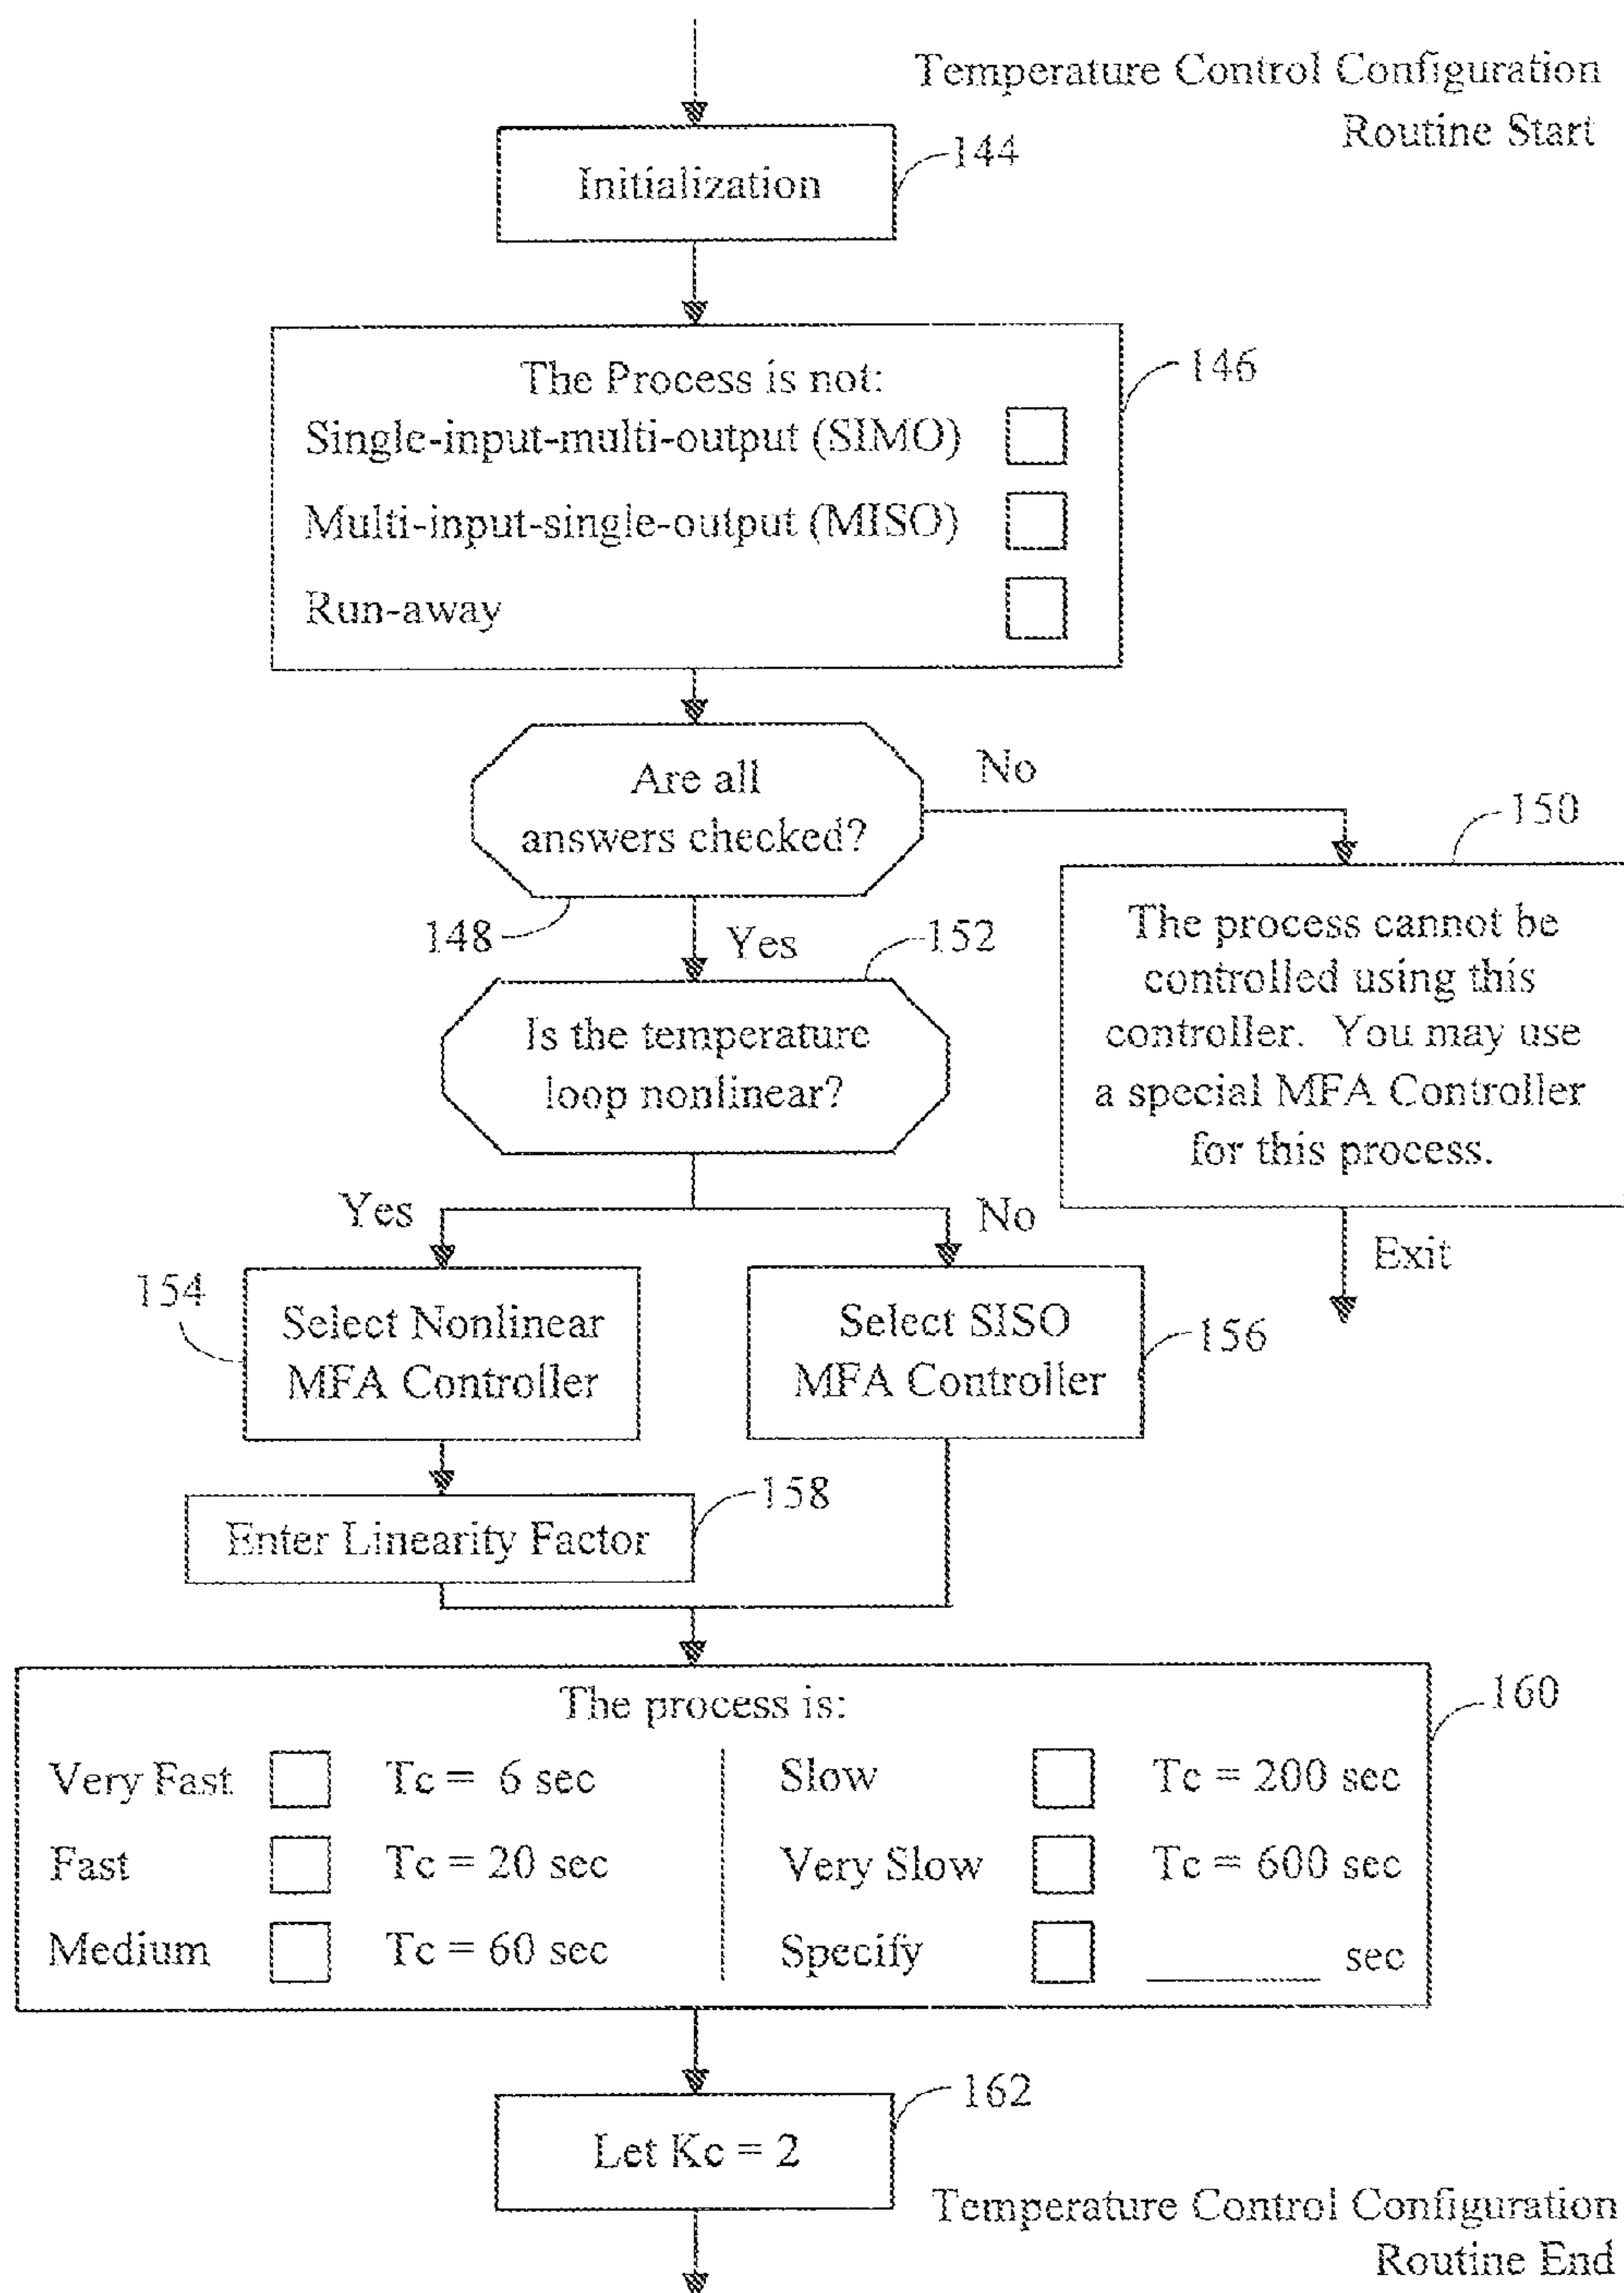 Temperature Control Configuration
Routine Start
Initialization
144
The Process is not:
146
Single-input-multi-output (SIMO)
Multi-input-single-output (MISO)
Run-away
Are all
answers checked?
No
148
Yes
150
The process cannot be
controlled using this
controller. You may use
a special MFA Controller
for this process.
Exit
152
Is the temperature
loop nonlinear?
Yes
No
154
Select Nonlinear
MFA Controller
Select SISO
MFA Controller
156
Enter Linearity Factor
158
The process is:
160
Very Fast Tc = 6 sec
Fast Tc = 20 sec
Medium Tc = 60 sec
Slow Tc = 200 sec
Very Slow Tc = 600 sec
Specify ______ sec
162
Let Kc = 2
Temperature Control Configuration
Routine End